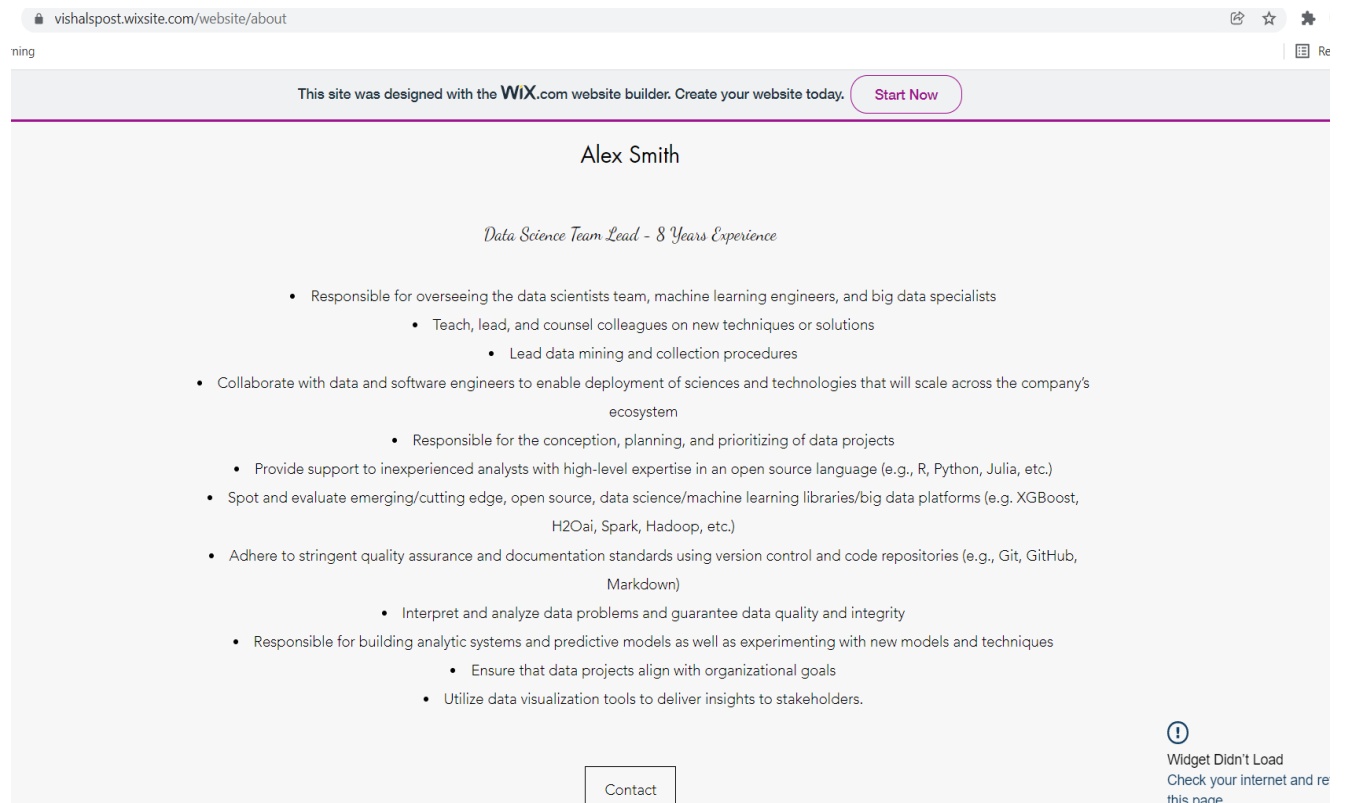 vishalspost.wixsite.com/website/about
ning
This site was designed with the WiX.com website builder. Create your website today. Start Now
Alex Smith
Data Science Team Lead - 8 Years Experience
• Responsible for overseeing the data scientists team, machine learning engineers, and big data specialists
• Teach, lead, and counsel colleagues on new techniques or solutions
• Lead data mining and collection procedures
• Collaborate with data and software engineers to enable deployment of sciences and technologies that will scale across the company's
ecosystem
• Responsible for the conception, planning, and prioritizing of data projects
• Provide support to inexperienced analysts with high-level expertise in an open source language (e.g., R, Python, Julia, etc.)
• Spot and evaluate emerging/cutting edge, open source, data science/machine learning libraries/big data platforms (e.g. XGBoost,
H2Oai, Spark, Hadoop, etc.)
• Adhere to stringent quality assurance and documentation standards using version control and code repositories (e.g., Git, GitHub,
Markdown)
• Interpret and analyze data problems and guarantee data quality and integrity
• Responsible for building analytic systems and predictive models as well as experimenting with new models and techniques
• Ensure that data projects align with organizational goals
• Utilize data visualization tools to deliver insights to stakeholders.
Contact
Widget Didn't Load
Check your internet and re
this page